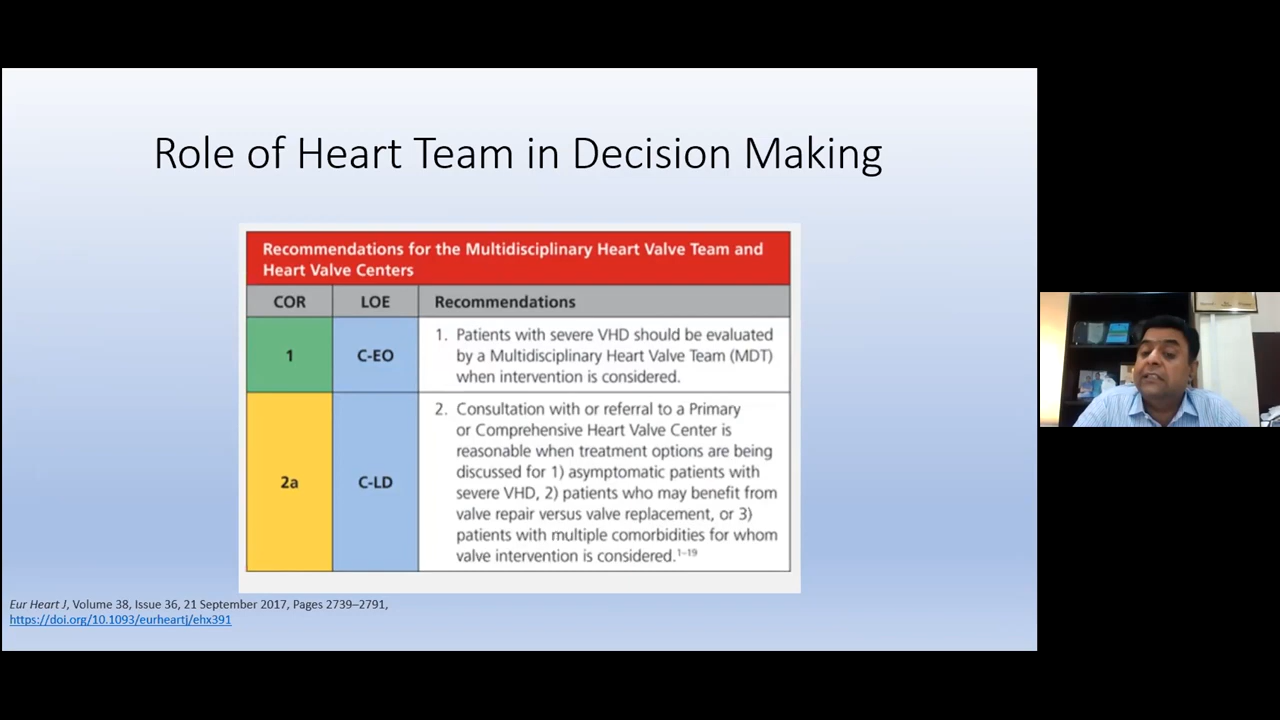 Role of Heart Team in Decision Making
Recommendations for the Multidisciplinary Heart Valve Team and
Heart Valve Centers
COR LOE Recommendations
1 C-EO 1. Patients with severe VHD should be evaluated
by a Multidisciplinary Heart Valve Team (MDT)
when intervention is considered.
2a C-LD 2. Consultation with or referral to a Primary
or Comprehensive Heart Valve Center is
reasonable when treatment options are being
discussed for 1) asymptomatic patients with
severe VHD, 2) patients who may benefit from
valve repair versus valve replacement, or 3)
patients with multiple comorbidities for whom
valve intervention is considered.1–19
Eur Heart J, Volume 38, Issue 36, 21 September 2017, Pages 2739–2791,
https://doi.org/10.1093/eurheartj/ehx391